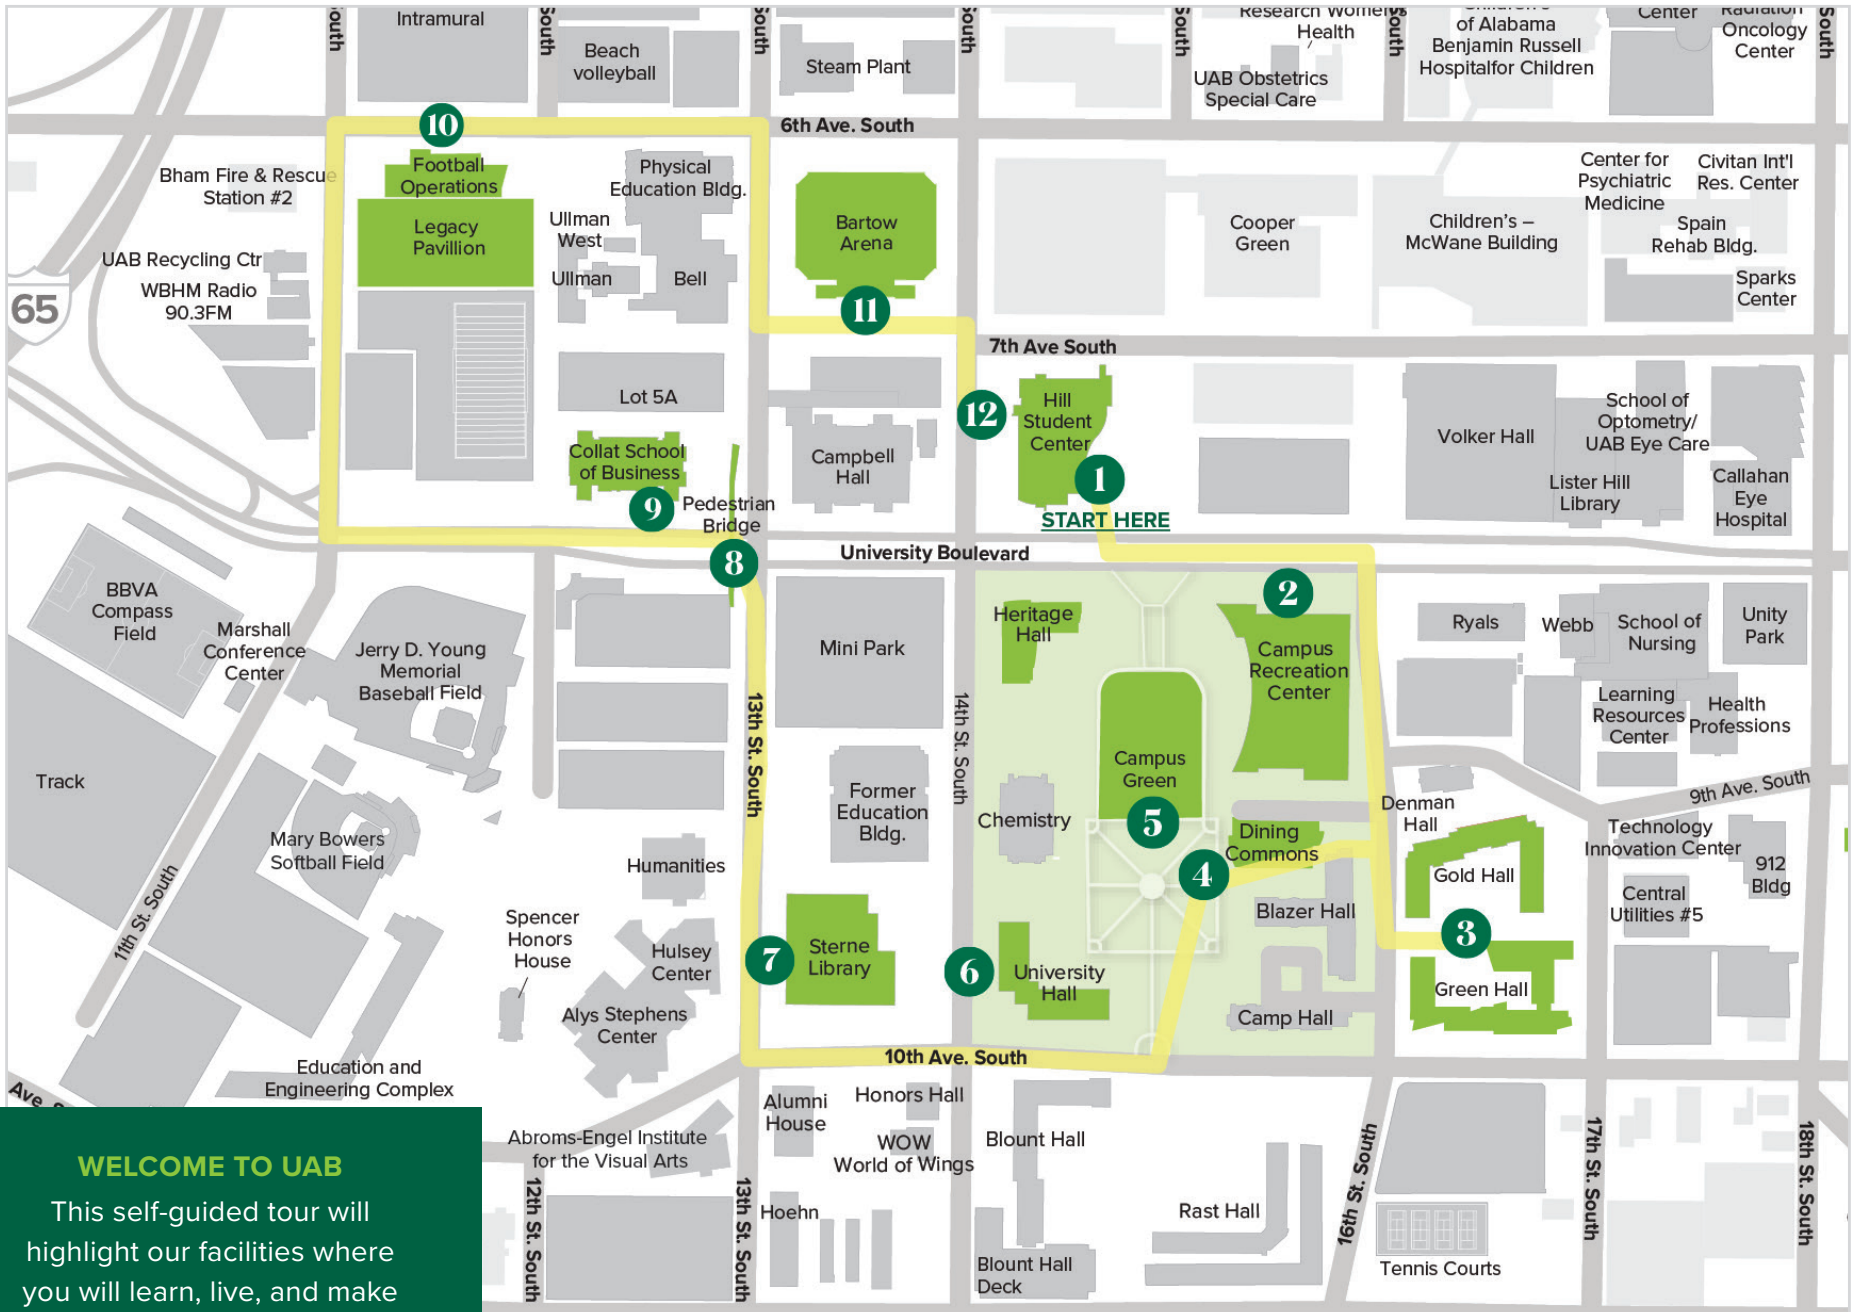 South
Intramural
South
Beach
volleyball
South
Steam Plant
South
Research Women's
Health
UAB Obstetrics
Special Care
South
South
Children's
of Alabama
Benjamin Russell
Hospitalfor Children
Center
Radiation
Oncology
Center
South
10
6th Ave. South
Bham Fire & Rescue
Station #2
Football
Operations
Legacy
Pavillion
Physical
Education Bldg.
Ullman
West
Ullman
Bell
Bartow
Arena
11
Cooper
Green
Children's –
McWane Building
Center for
Psychiatric
Medicine
Civitan Int'l
Res. Center
Spain
Rehab Bldg.
Sparks
Center
UAB Recycling Ctr
WBHM Radio
90.3FM
65
7th Ave South
Lot 5A
Collat School
of Business
9
Pedestrian
Bridge
8
Campbell
Hall
12
Hill
Student
Center
1
START HERE
Volker Hall
School of
Optometry/
UAB Eye Care
Lister Hill
Library
Callahan
Eye
Hospital
University Boulevard
BBVA
Compass
Field
Marshall
Conference
Center
Jerry D. Young
Memorial
Baseball Field
Mini Park
Heritage
Hall
2
Campus
Recreation
Center
Ryals
Webb
School of
Nursing
Unity
Park
Learning
Resources
Center
Health
Professions
13th St. South
14th St. South
Track
Mary Bowers
Softball Field
11th St. South
Humanities
Former
Education
Bldg.
Chemistry
Campus
Green
5
Dining
Commons
4
Denman
Hall
9th Ave. South
Technology
Innovation Center
912
Bldg
Central
Utilities #5
Gold Hall
3
Green Hall
Blazer Hall
Camp Hall
Spencer
Honors
House
Hulsey
Center
Alys Stephens
Center
7
Sterne
Library
6
University
Hall
10th Ave. South
Education and
Engineering Complex
Ave.
Abroms-Engel Institute
for the Visual Arts
Alumni
House
Honors Hall
WOW
World of Wings
Blount Hall
Hoehn
Blount Hall
Deck
Rast Hall
Tennis Courts
12th St. South
13th St. South
16th St. South
17th St. South
18th St. South
WELCOME TO UAB
This self-guided tour will
highlight our facilities where
you will learn, live, and make